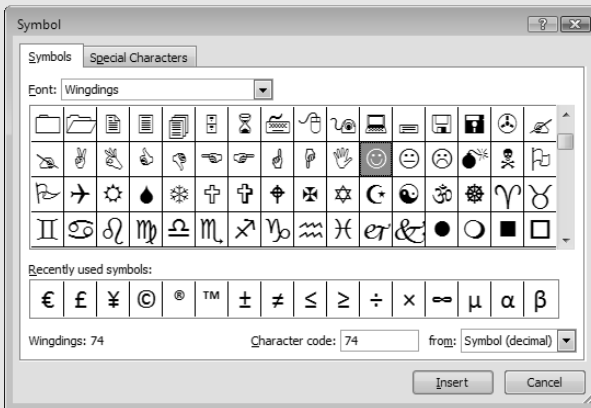 Symbol
Symbols Special Characters
Font: Wingdings
Recently used symbols:
€ £ ¥ © ® ™ ± ≠ ≤ ≥ ÷ × ∞ µ α β
Wingdings: 74 Character code: 74 from: Symbol (decimal)
Insert Cancel